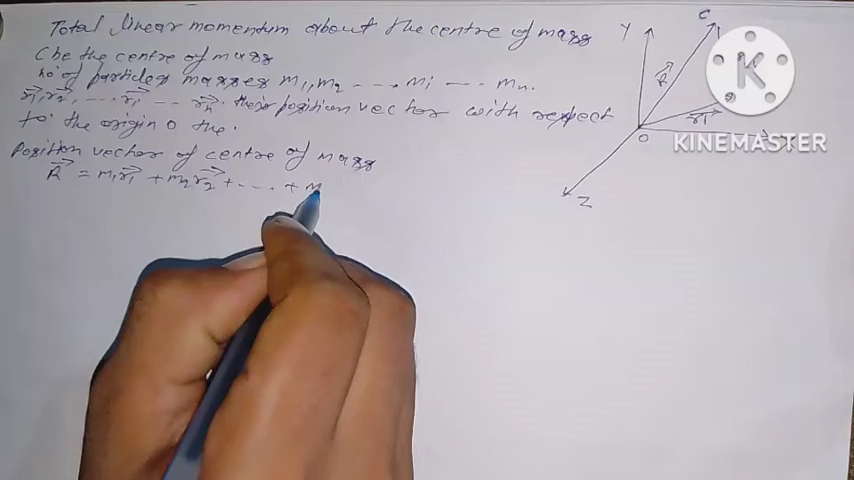 Total linear momentum about the centre of mass
C be the centre of mass
no of particles masses m1, m2 ---- mi ---- mn.
r1, r2, ---- ri -- rn their position vector with respect
to the origin O the.
Position vector of centre of mass
R = m1r1 + m2r2 + ---- + m
Y
C
R
ri
O
Z
K
KINEMASTER